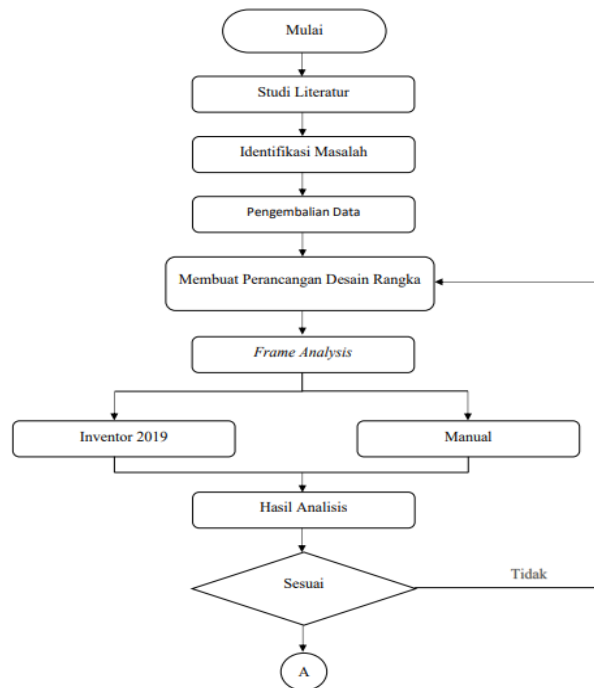 Mulai
Studi Literatur
Identifikasi Masalah
Pengembalian Data
Membuat Perancangan Desain Rangka
Frame Analysis
Inventor 2019
Manual
Hasil Analisis
Sesuai
Tidak
A